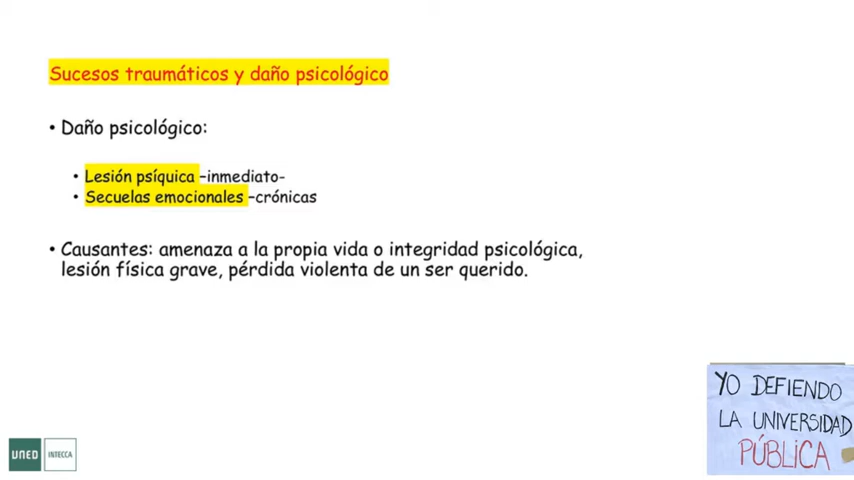 Sucesos traumáticos y daño psicológico
• Daño psicológico:
• Lesión psíquica –inmediato-
• Secuelas emocionales –crónicas
• Causantes: amenaza a la propia vida o integridad psicológica,
lesión física grave, pérdida violenta de un ser querido.
YO DEFIENDO
LA UNIVERSIDAD
PÚBLICA
UNED INTECCA